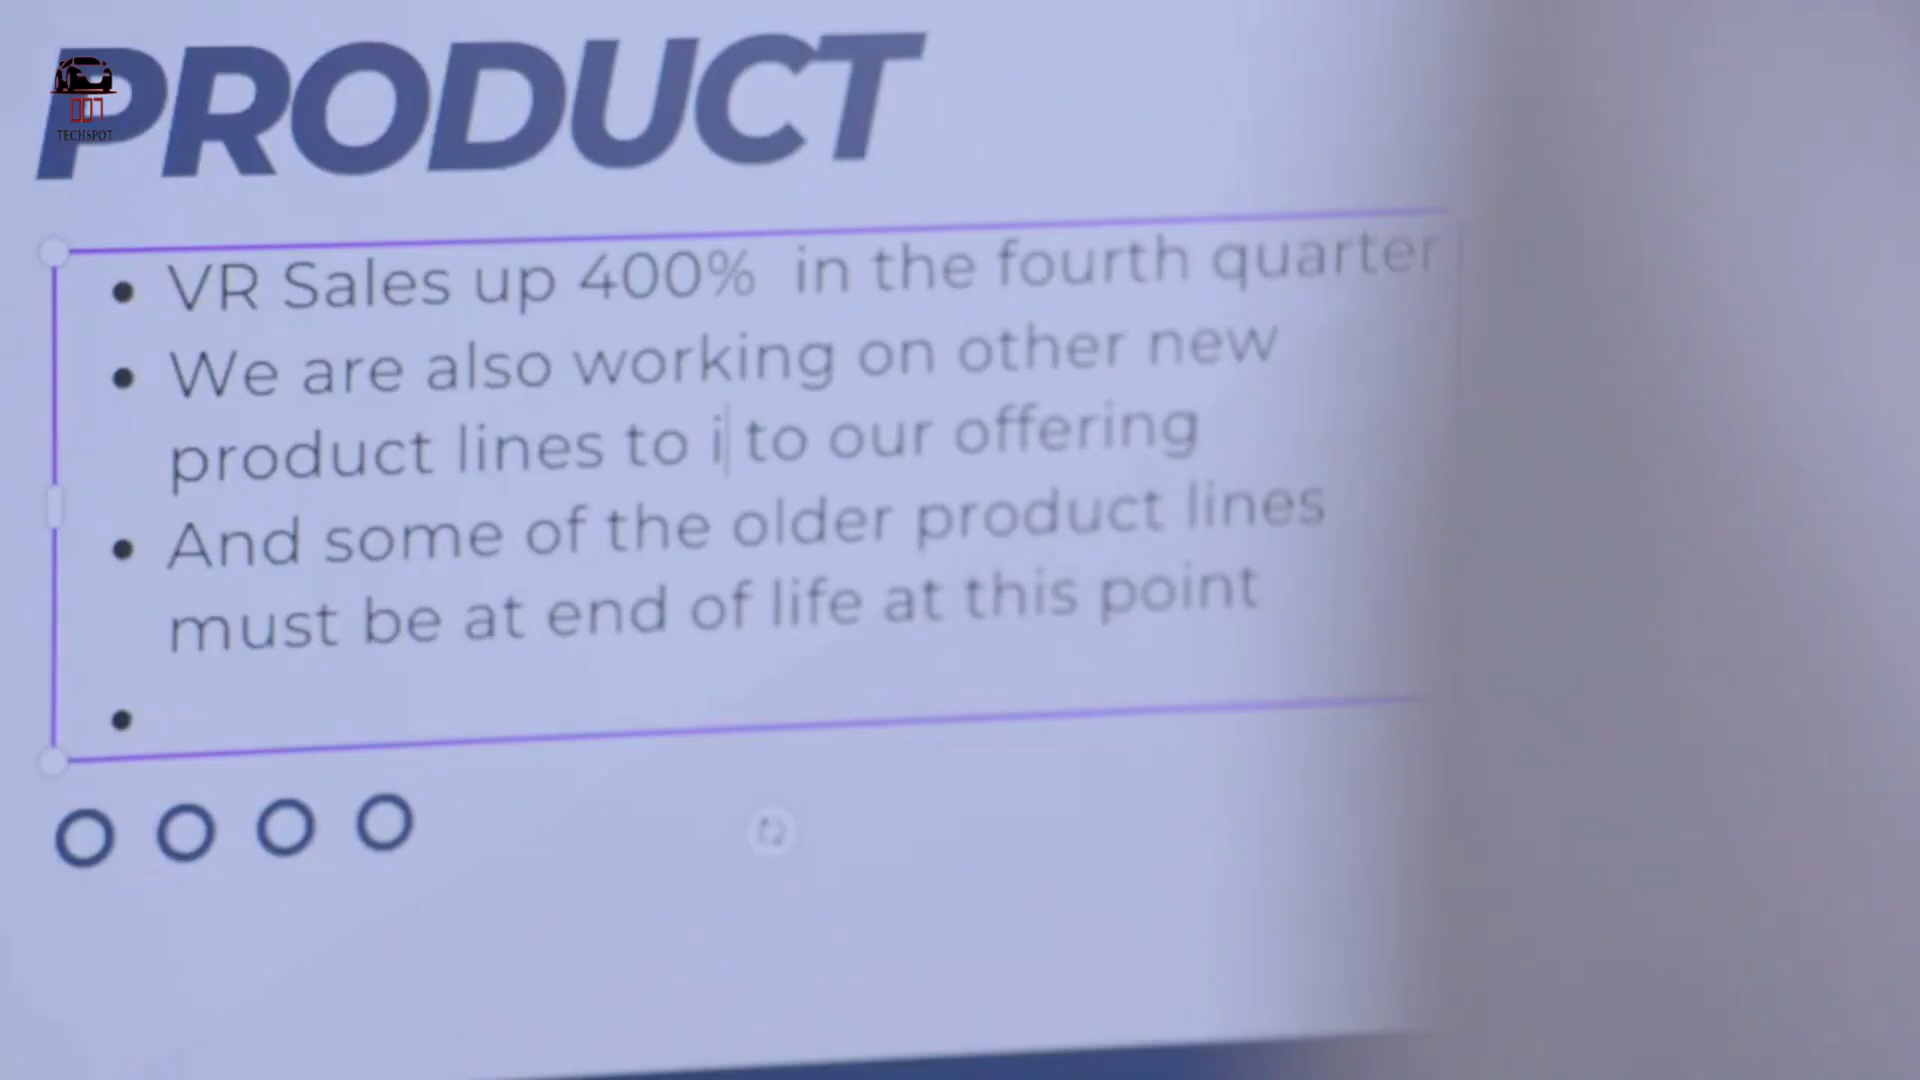 PRODUCT
007
TECHSPOT
• VR Sales up 400%  in the fourth quarter
• We are also working on other new
product lines to i to our offering
• And some of the older product lines
must be at end of life at this point
•